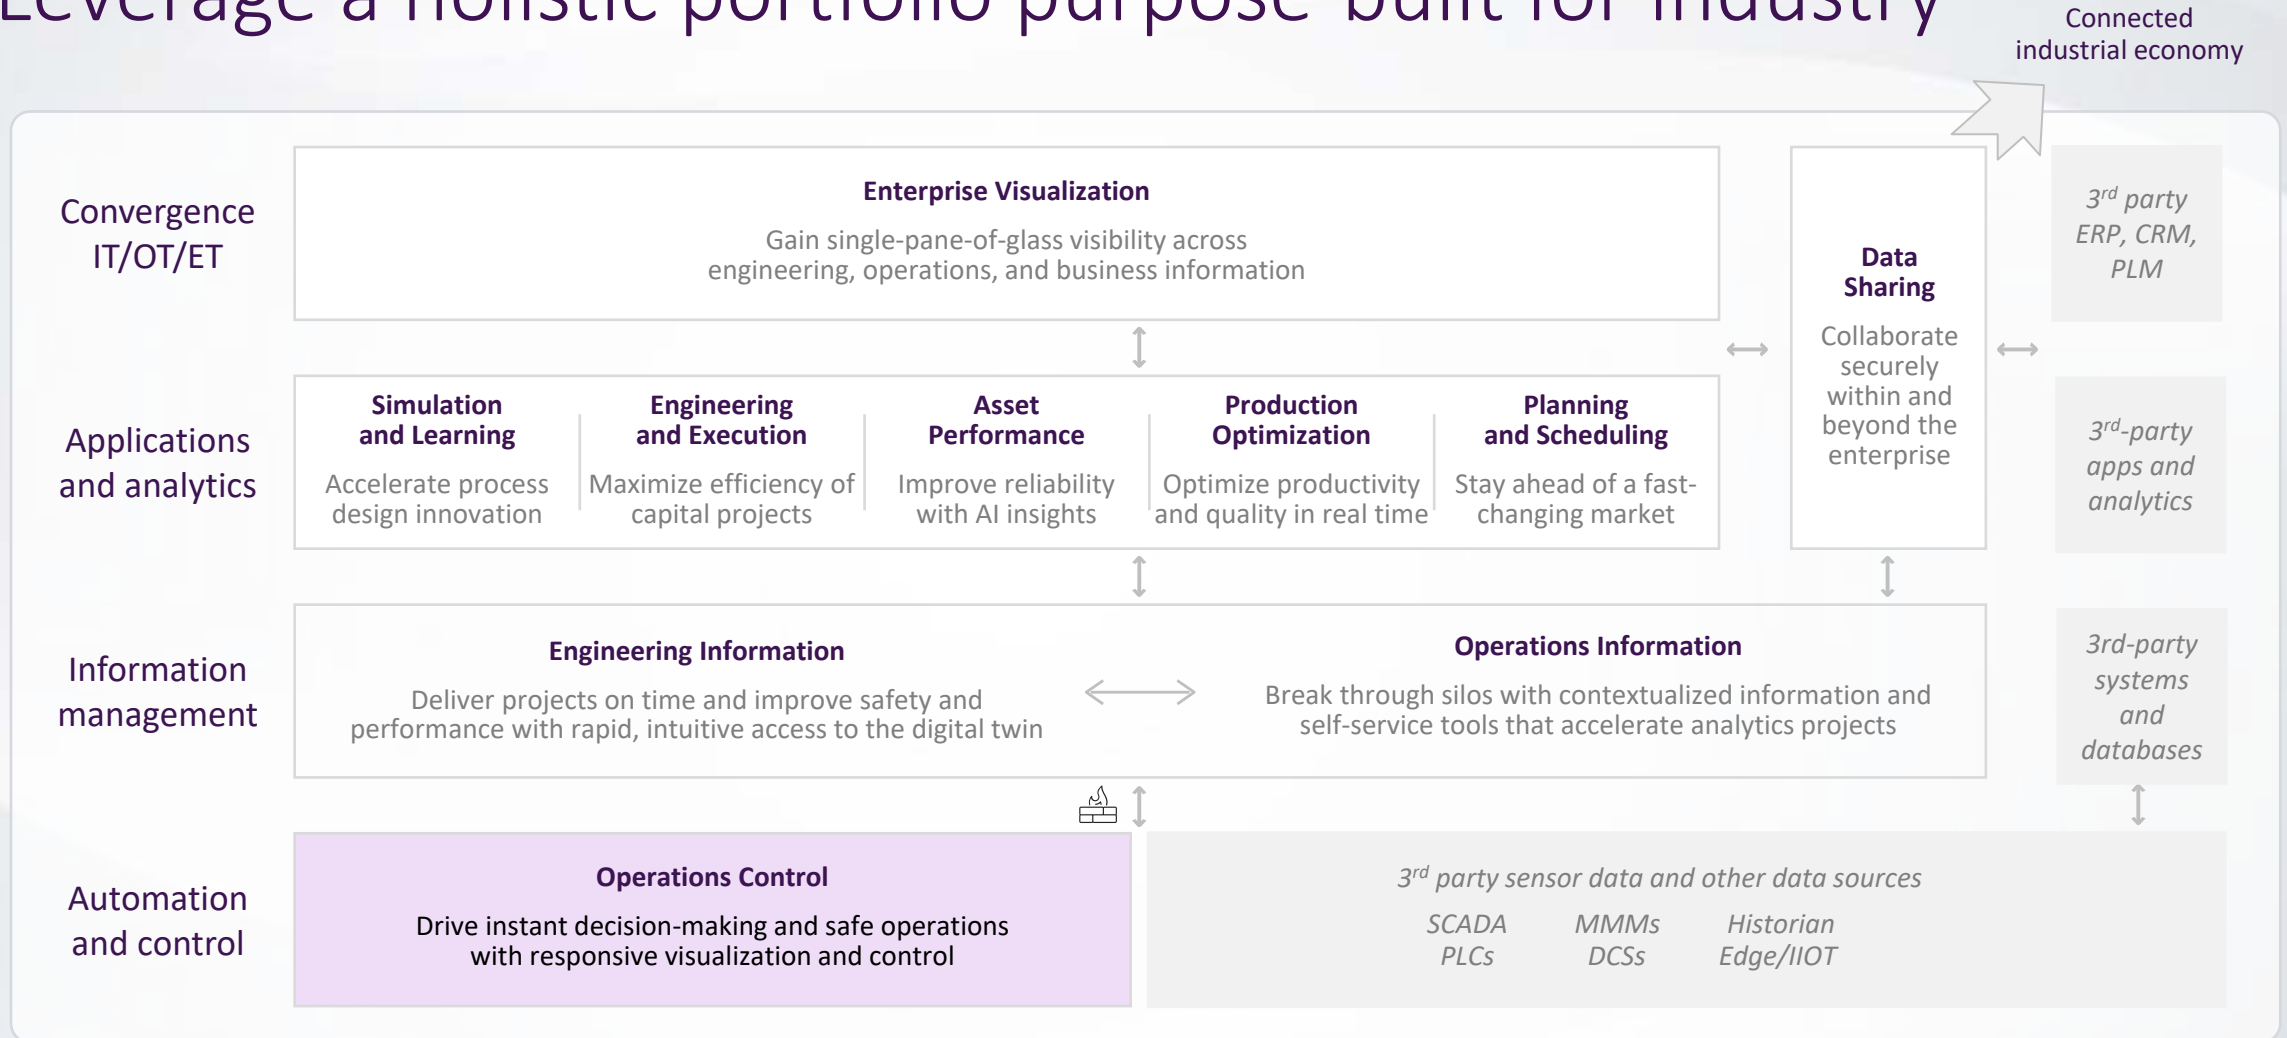 Leverage a holistic portfolio purpose-built for industry
Connected
industrial economy
Convergence
IT/OT/ET
Enterprise Visualization
Gain single-pane-of-glass visibility across
engineering, operations, and business information
Data
Sharing
Collaborate
securely
within and
beyond the
enterprise
3rd party
ERP, CRM,
PLM
Applications
and analytics
Simulation
and Learning
Accelerate process
design innovation
Engineering
and Execution
Maximize efficiency of
capital projects
Asset
Performance
Improve reliability
with AI insights
Production
Optimization
Optimize productivity
and quality in real time
Planning
and Scheduling
Stay ahead of a fast-
changing market
3rd-party
apps and
analytics
Information
management
Engineering Information
Deliver projects on time and improve safety and
performance with rapid, intuitive access to the digital twin
Operations Information
Break through silos with contextualized information and
self-service tools that accelerate analytics projects
3rd-party
systems
and
databases
Automation
and control
Operations Control
Drive instant decision-making and safe operations
with responsive visualization and control
3rd party sensor data and other data sources
SCADA MMMs Historian
PLCs DCSs Edge/IIOT